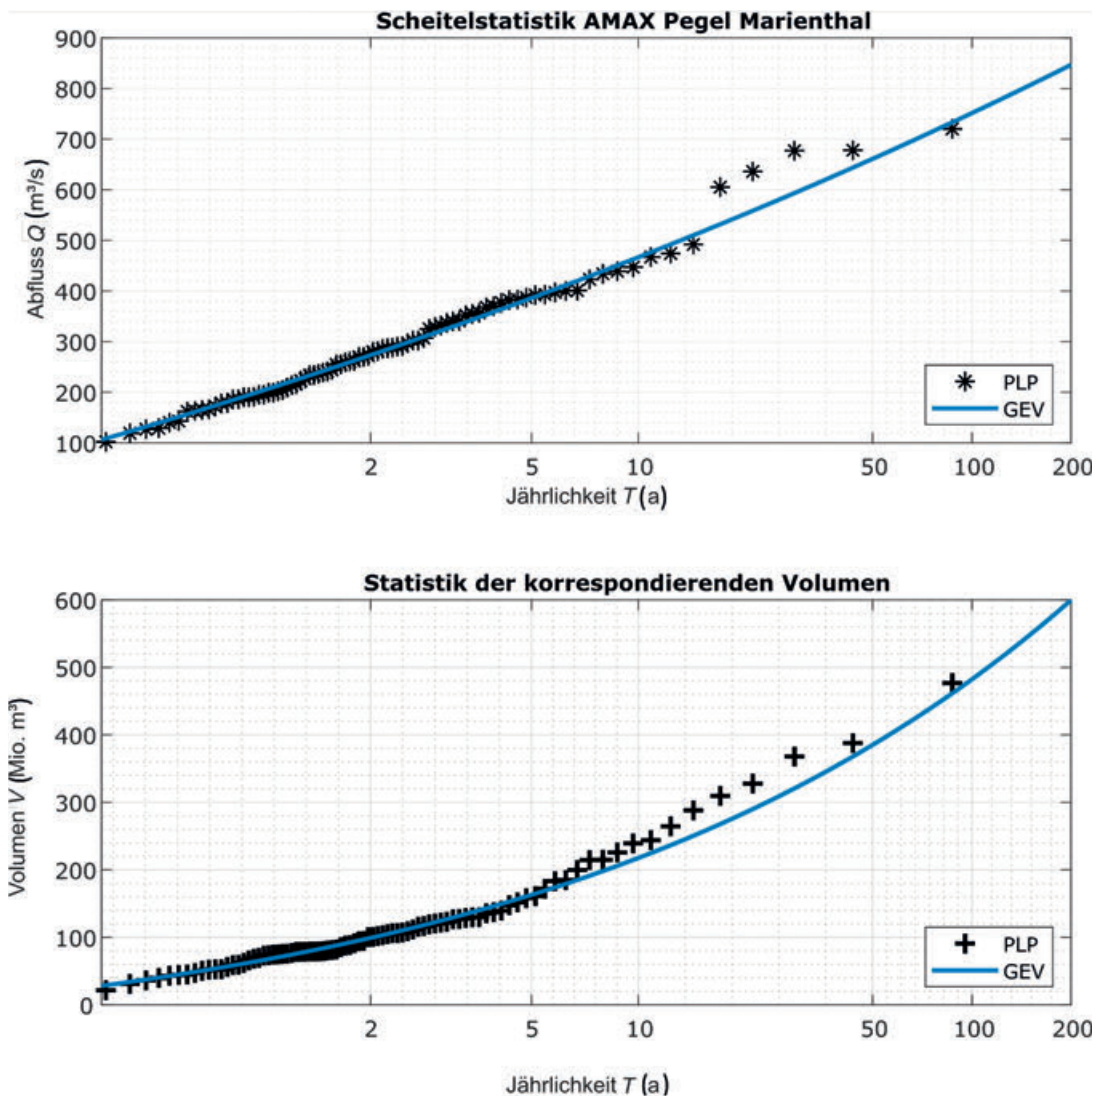 Scheitelstatistik AMAX Pegel Marienthal
900
800
700
600
500
400
300
200
100
Abfluss Q (m³/s)
PLP
GEV
2 5 10 50 100 200
Jährlichkeit T (a)
Statistik der korrespondierenden Volumen
600
500
400
300
200
100
0
Volumen V (Mio. m³)
PLP
GEV
2 5 10 50 100 200
Jährlichkeit T (a)